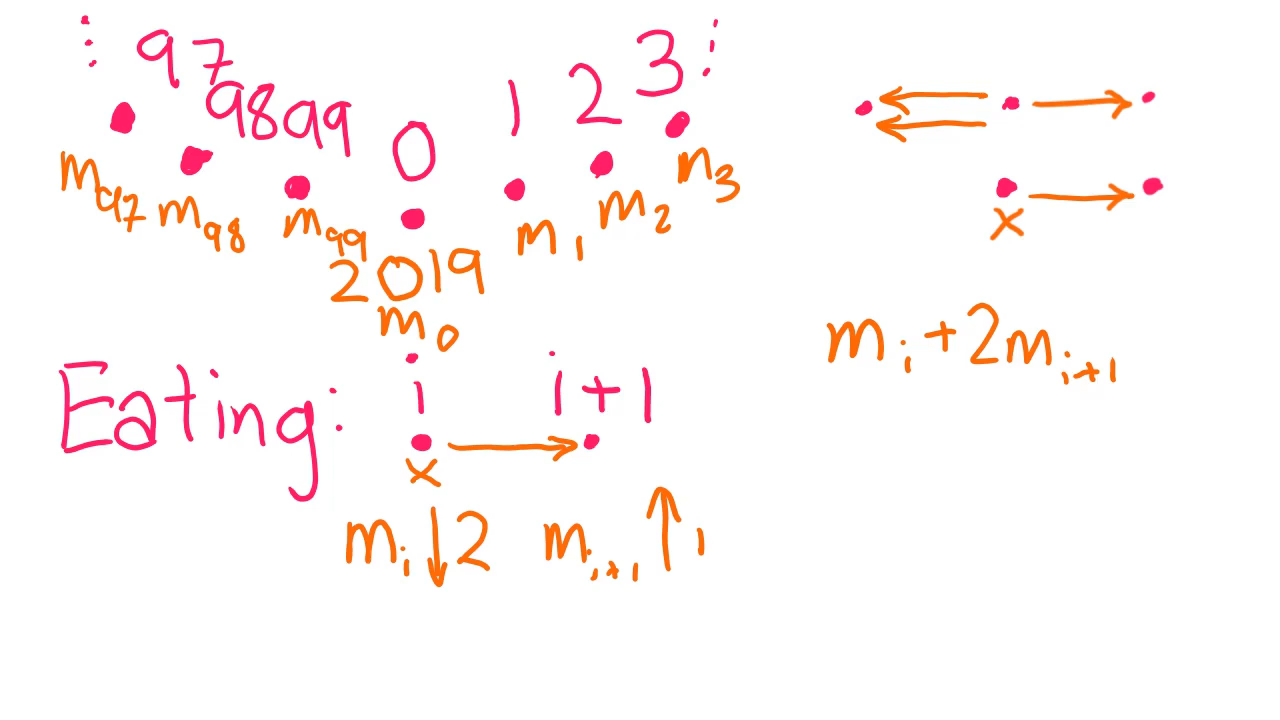 97 98 99 0 1 2 3
m₉₇ m₉₈ m₉₉ m₁ m₂ m₃
2019
m₀
x
mᵢ + 2mᵢ₊₁
Eating: i i+1
x
mᵢ ↓ 2 mᵢ₊₁ ↑ 1